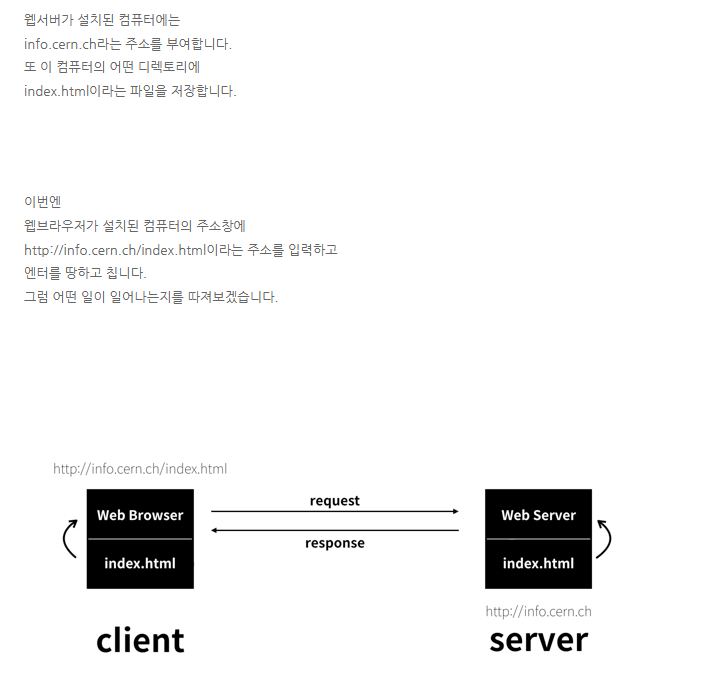 웹서버가 설치된 컴퓨터에는
info.cern.ch라는 주소를 부여합니다.
또 이 컴퓨터의 어떤 디렉토리에
index.html이라는 파일을 저장합니다.
이번엔
웹브라우저가 설치된 컴퓨터의 주소창에
http://info.cern.ch/index.html이라는 주소를 입력하고
엔터를 땅하고 칩니다.
그럼 어떤 일이 일어나는지를 따져보겠습니다.
http://info.cern.ch/index.html
Web Browser
index.html
request
response
Web Server
index.html
http://info.cern.ch
client
server